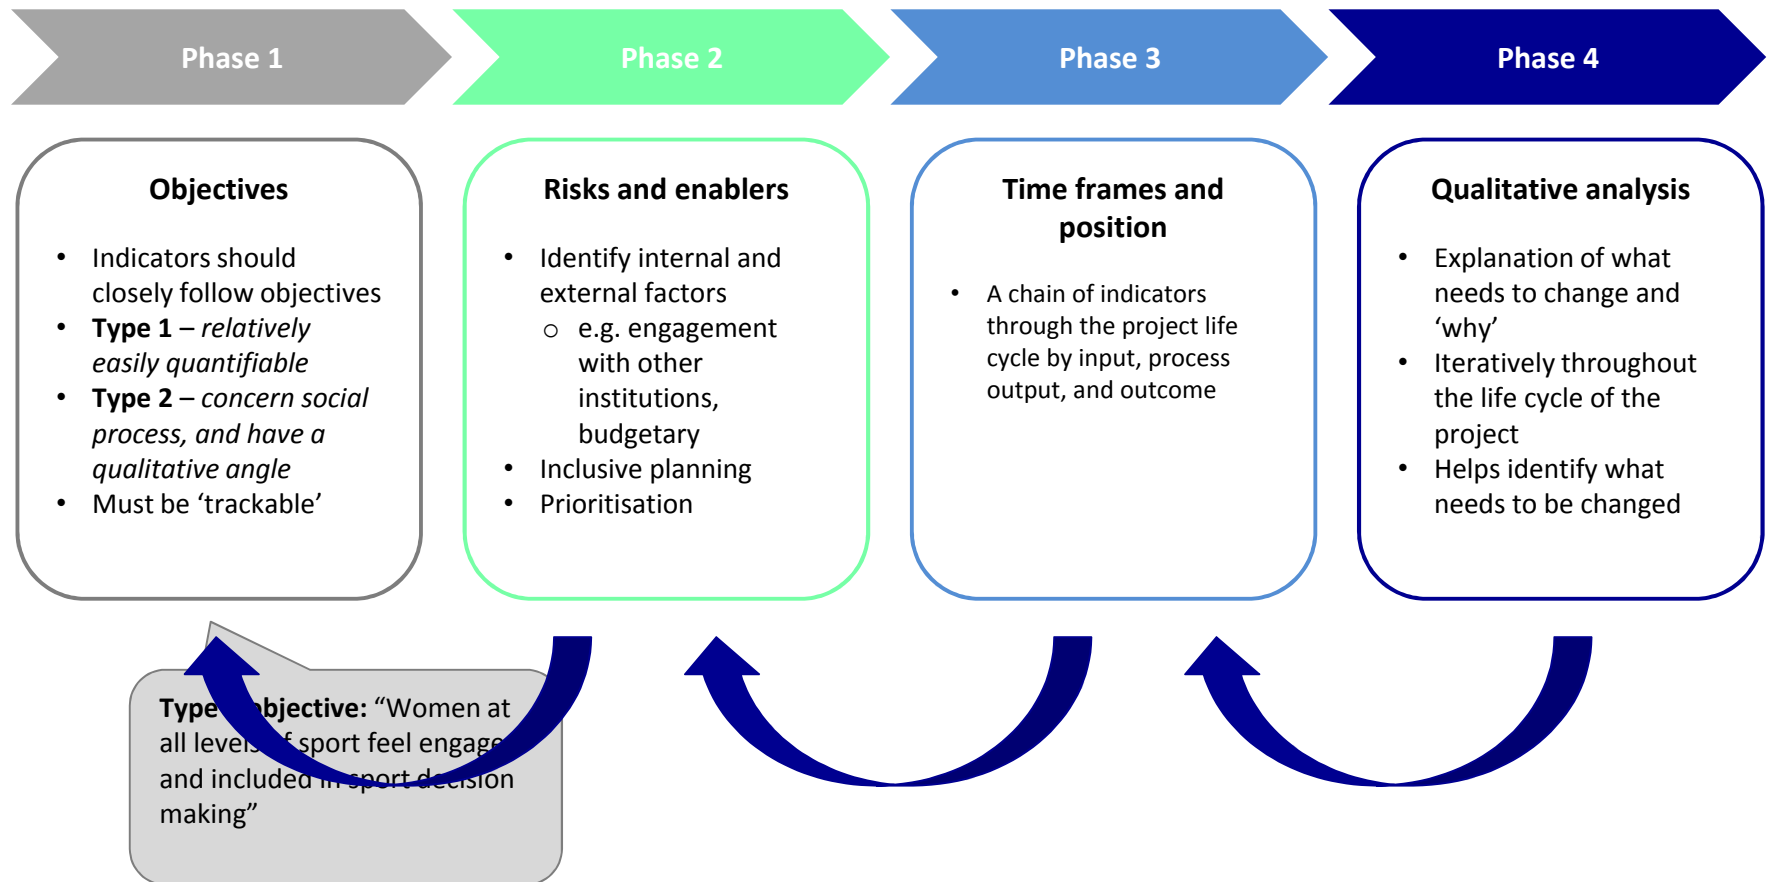 Phase 1
Phase 2
Phase 3
Phase 4
Objectives
• Indicators should
closely follow objectives
• Type 1 – relatively
easily quantifiable
• Type 2 – concern social
process, and have a
qualitative angle
• Must be ‘trackable’
Risks and enablers
• Identify internal and
external factors
o e.g. engagement
with other
institutions,
budgetary
• Inclusive planning
• Prioritisation
Time frames and
position
• A chain of indicators
through the project life
cycle by input, process
output, and outcome
Qualitative analysis
• Explanation of what
needs to change and
‘why’
• Iteratively throughout
the life cycle of the
project
• Helps identify what
needs to be changed
Type objective: “Women at
all levels of sport feel engage
and included in sport decision
making”